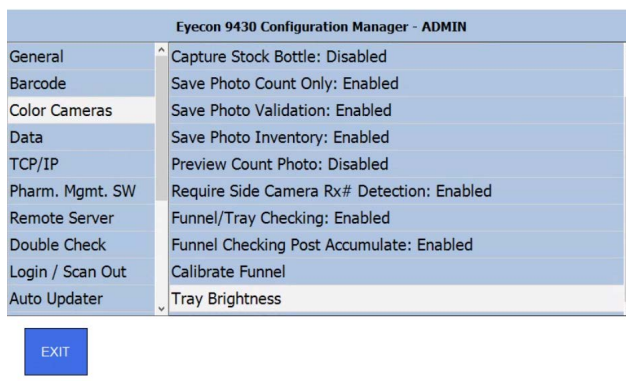 Eyecon 9430 Configuration Manager - ADMIN
General
Barcode
Color Cameras
Data
TCP/IP
Pharm. Mgmt. SW
Remote Server
Double Check
Login / Scan Out
Auto Updater
Capture Stock Bottle: Disabled
Save Photo Count Only: Enabled
Save Photo Validation: Enabled
Save Photo Inventory: Enabled
Preview Count Photo: Disabled
Require Side Camera Rx# Detection: Enabled
Funnel/Tray Checking: Enabled
Funnel Checking Post Accumulate: Enabled
Calibrate Funnel
Tray Brightness
EXIT